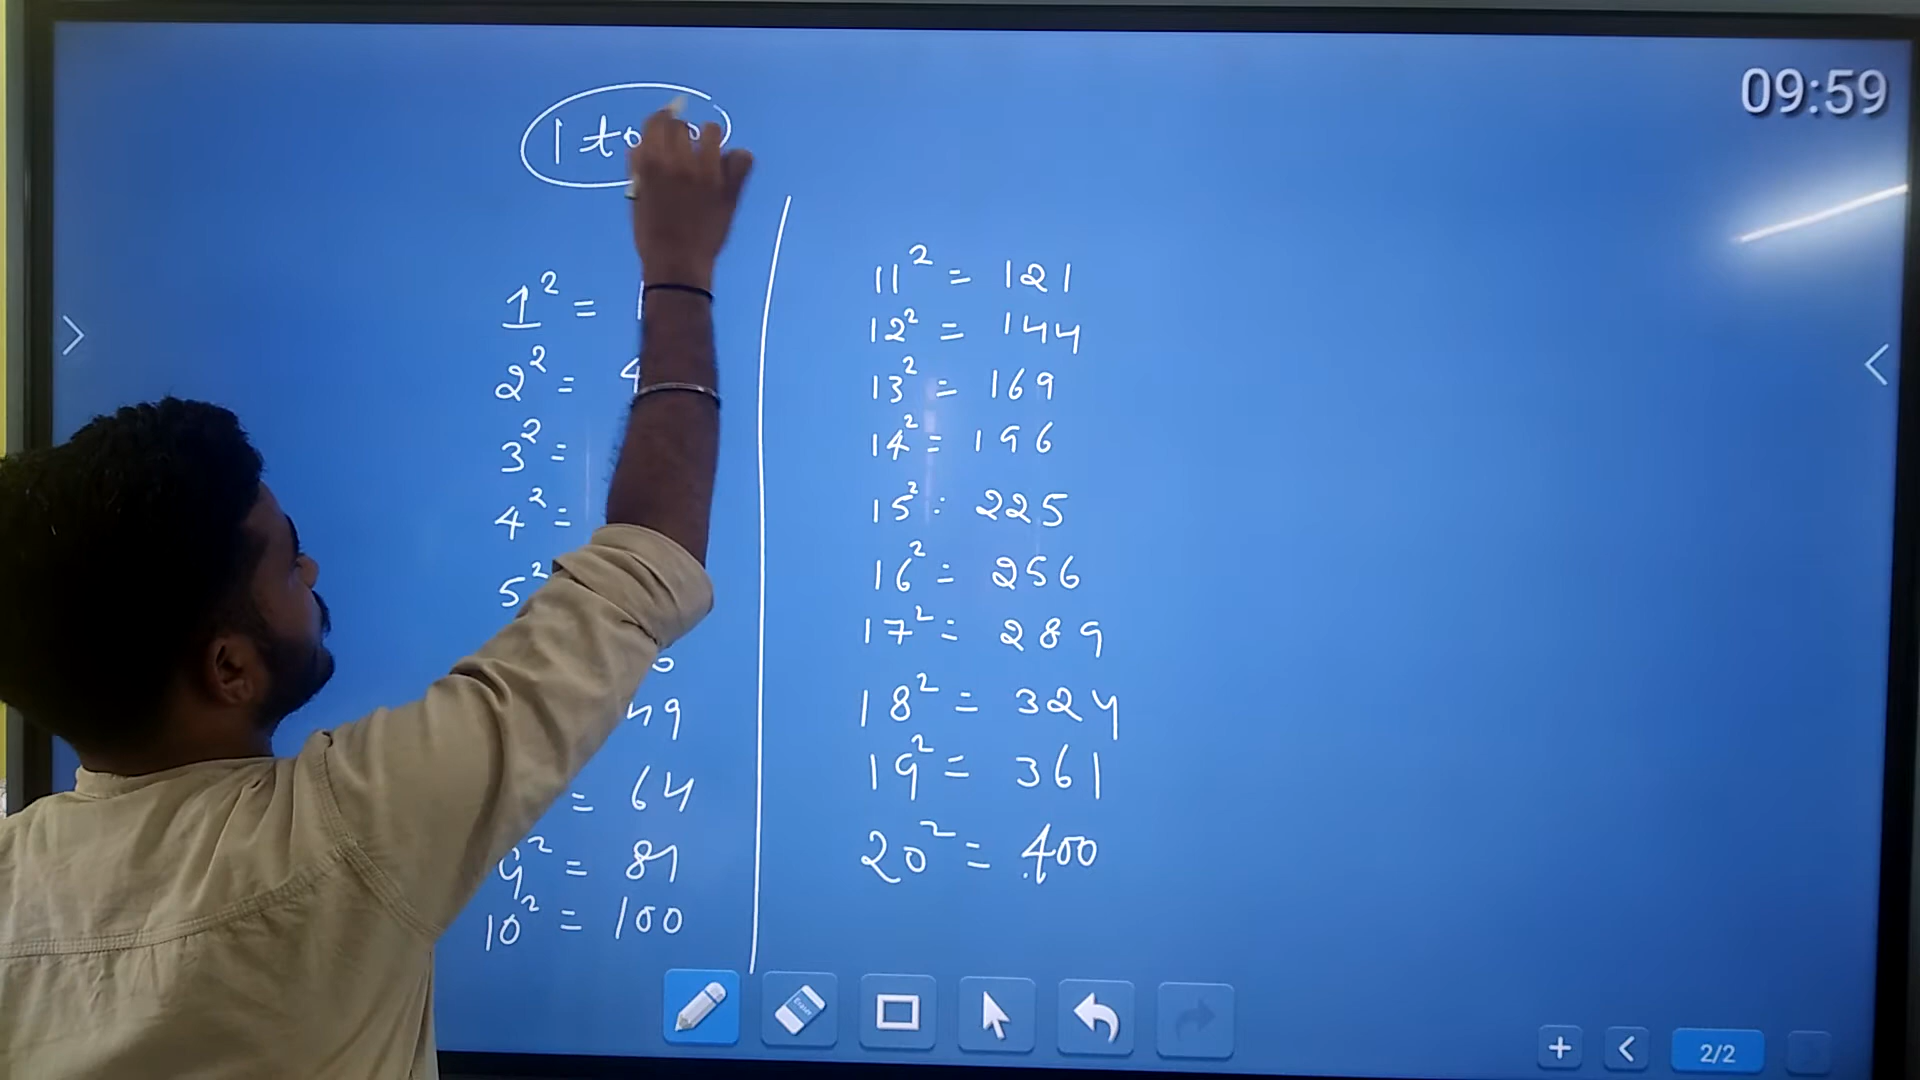 09:59
1 to
1² = 1
2² = 4
3² =
4² =
5²
49
= 64
9² = 81
10² = 100
11² = 121
12² = 144
13² = 169
14² = 196
15² : 225
16² = 256
17² = 289
18² = 324
19² = 361
20² = 400
Eraser
2/2